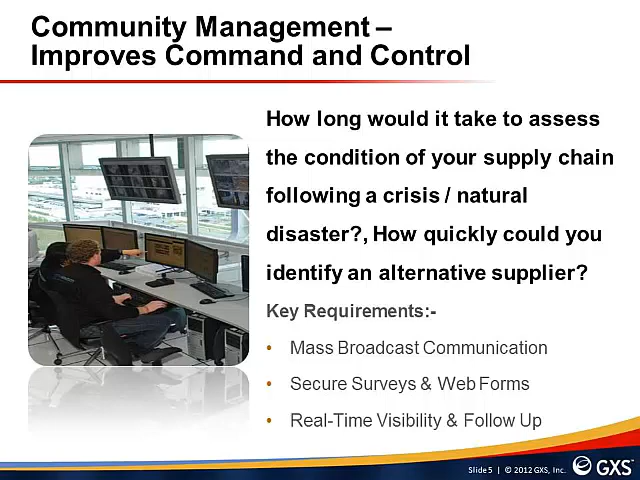 Community Management –
Improves Command and Control
How long would it take to assess
the condition of your supply chain
following a crisis / natural
disaster?, How quickly could you
identify an alternative supplier?
Key Requirements:-
• Mass Broadcast Communication
• Secure Surveys & Web Forms
• Real-Time Visibility & Follow Up
Slide 5 | © 2012 GXS, Inc. GXS™